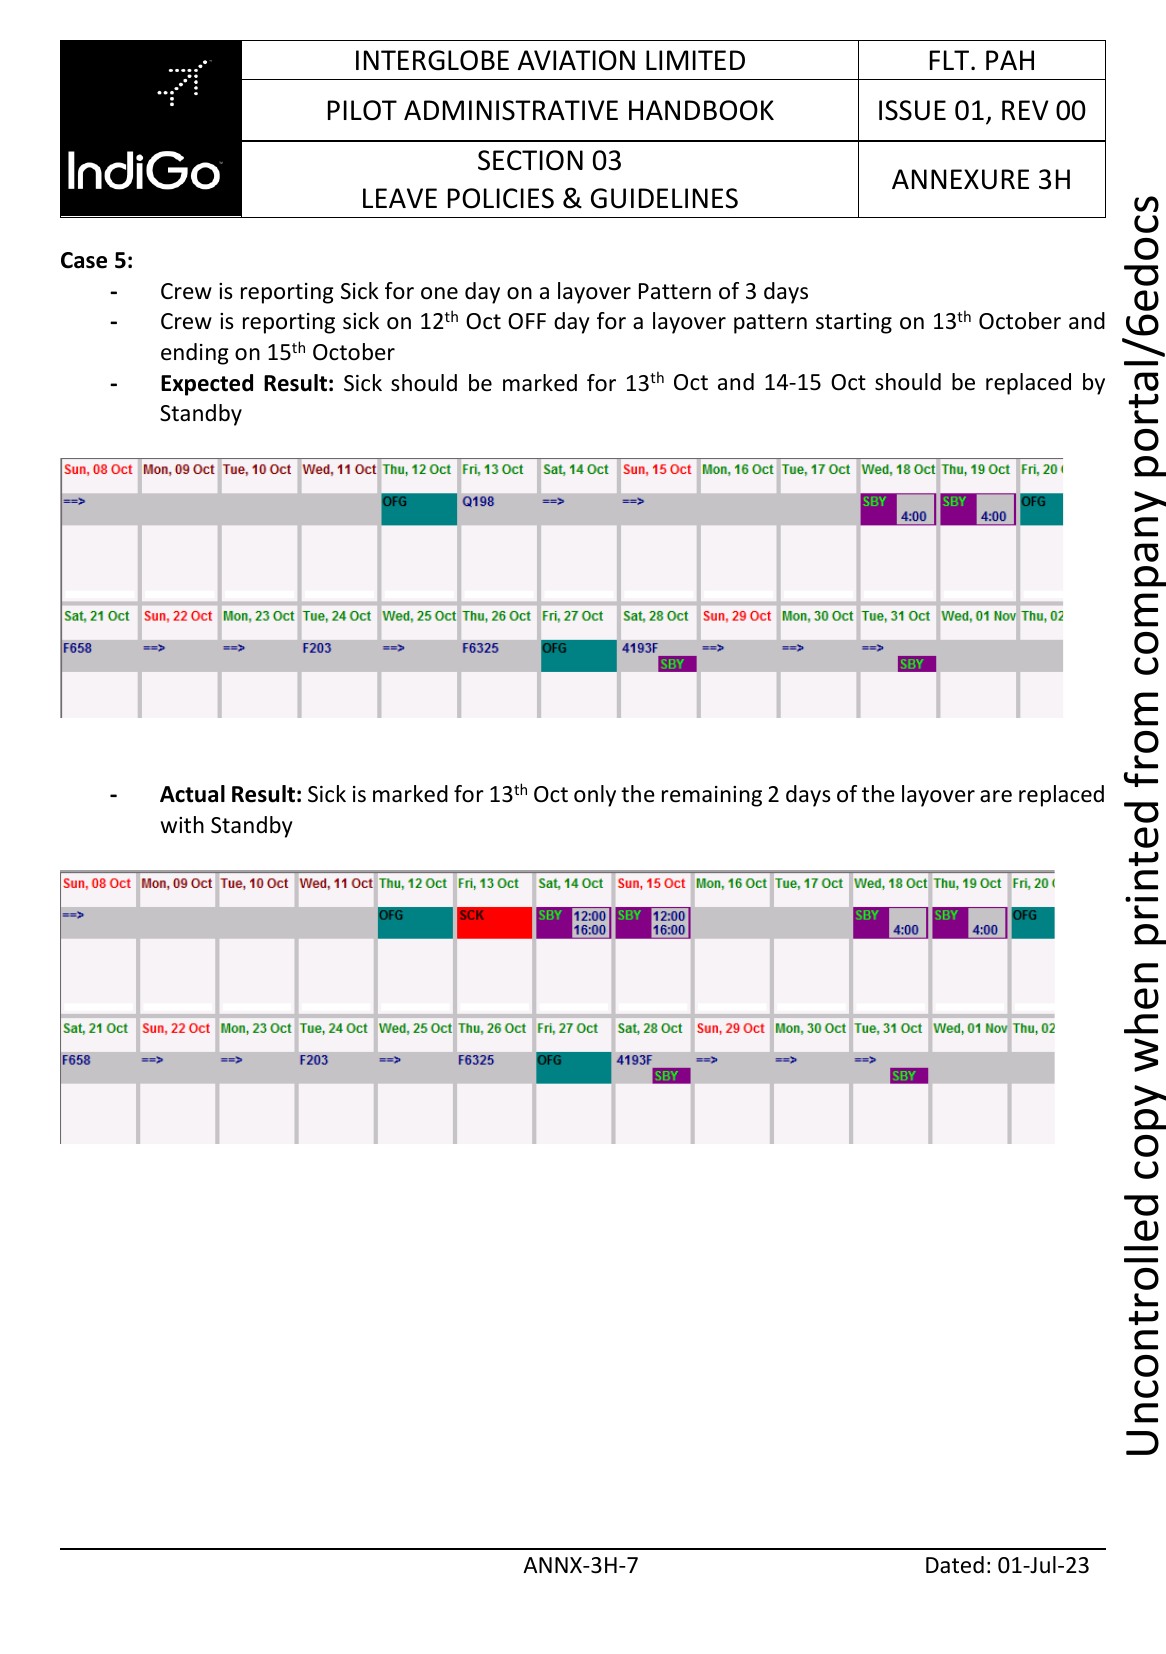 INTERGLOBE AVIATION LIMITED
FLT. PAH
PILOT ADMINISTRATIVE HANDBOOK
ISSUE 01, REV 00
IndiGo
SECTION 03
LEAVE POLICIES & GUIDELINES
ANNEXURE 3H
Case 5:
- Crew is reporting Sick for one day on a layover Pattern of 3 days
- Crew is reporting sick on 12th Oct OFF day for a layover pattern starting on 13th October and
ending on 15th October
- Expected Result: Sick should be marked for 13th Oct and 14-15 Oct should be replaced by
Standby
Sun, 08 Oct Mon, 09 Oct Tue, 10 Oct Wed, 11 Oct Thu, 12 Oct Fri, 13 Oct Sat, 14 Oct Sun, 15 Oct Mon, 16 Oct Tue, 17 Oct Wed, 18 Oct Thu, 19 Oct Fri, 20
==> OFG Q198 ==> ==> SBY SBY OFG
4:00 4:00
Sat, 21 Oct Sun, 22 Oct Mon, 23 Oct Tue, 24 Oct Wed, 25 Oct Thu, 26 Oct Fri, 27 Oct Sat, 28 Oct Sun, 29 Oct Mon, 30 Oct Tue, 31 Oct Wed, 01 Nov Thu, 02
F658 ==> ==> F203 ==> F6325 OFG 4193F ==> ==> ==>
SBY SBY
- Actual Result: Sick is marked for 13th Oct only the remaining 2 days of the layover are replaced
with Standby
Sun, 08 Oct Mon, 09 Oct Tue, 10 Oct Wed, 11 Oct Thu, 12 Oct Fri, 13 Oct Sat, 14 Oct Sun, 15 Oct Mon, 16 Oct Tue, 17 Oct Wed, 18 Oct Thu, 19 Oct Fri, 20
==> OFG SCK SBY 12:00 SBY 12:00 SBY SBY OFG
16:00 16:00 4:00 4:00
Sat, 21 Oct Sun, 22 Oct Mon, 23 Oct Tue, 24 Oct Wed, 25 Oct Thu, 26 Oct Fri, 27 Oct Sat, 28 Oct Sun, 29 Oct Mon, 30 Oct Tue, 31 Oct Wed, 01 Nov Thu, 02
F658 ==> ==> F203 ==> F6325 OFG 4193F ==> ==> ==>
SBY SBY
ANNX-3H-7
Dated: 01-Jul-23
Uncontrolled copy when printed from company portal/6edocs